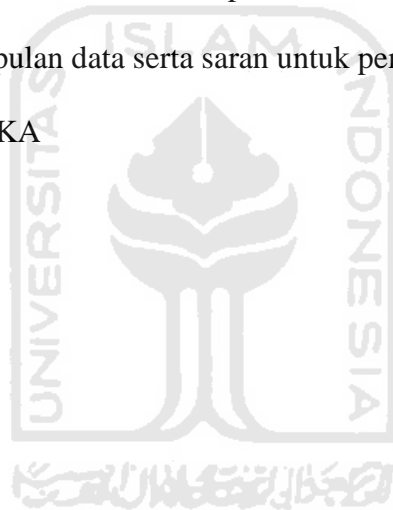 pulan data serta saran untuk per
KA
ISLAM
UNIVERSITAS
INDONESIA